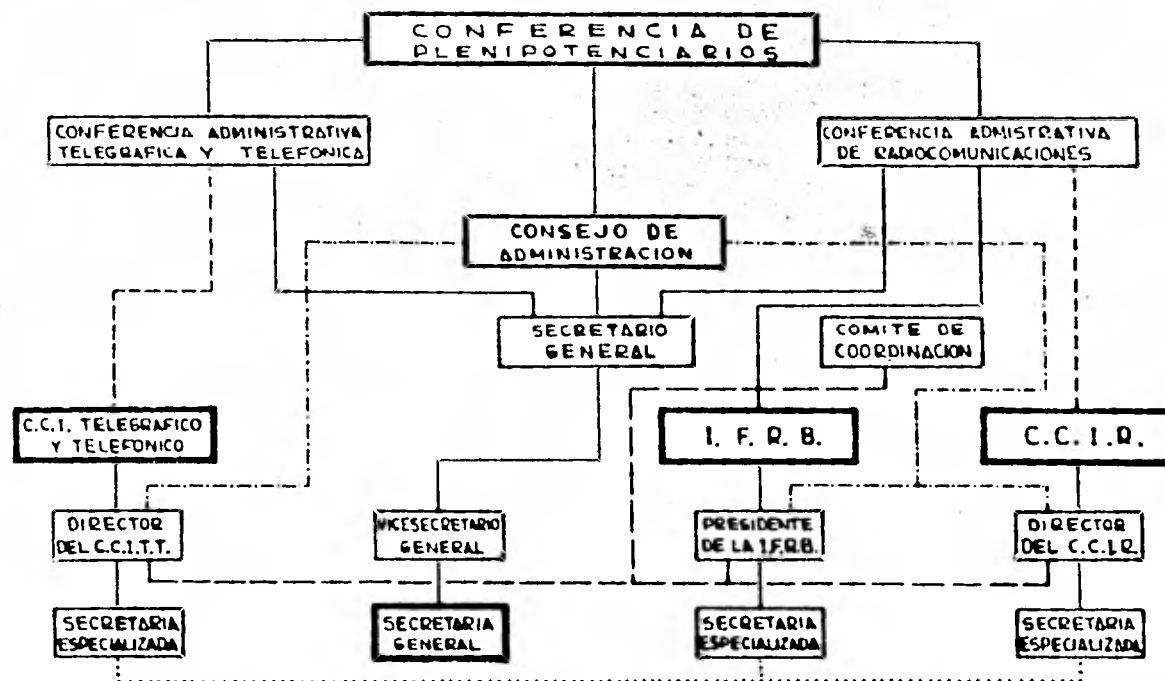 CONFERENCIA DE
PLENIPOTENCIARIOS
CONFERENCIA ADMINISTRATIVA
TELEGRAFICA Y TELEFONICA
CONFERENCIA ADMISTRATIVA
DE RADIOCOMUNICACIONES
CONSEJO DE
ADMINISTRACION
SECRETARIO
GENERAL
COMITE DE
COORDINACION
C.C.I. TELEGRAFICO
Y TELEFONICO
I. F. R. B.
C.C.I.R.
DIRECTOR
DEL C.C.I.T.T.
VICESECRETARIO
GENERAL
PRESIDENTE
DE LA I.F.R.B.
DIRECTOR
DEL C.C.I.R.
SECRETARIA
ESPECIALIZADA
SECRETARIA
GENERAL
SECRETARIA
ESPECIALIZADA
SECRETARIA
ESPECIALIZADA